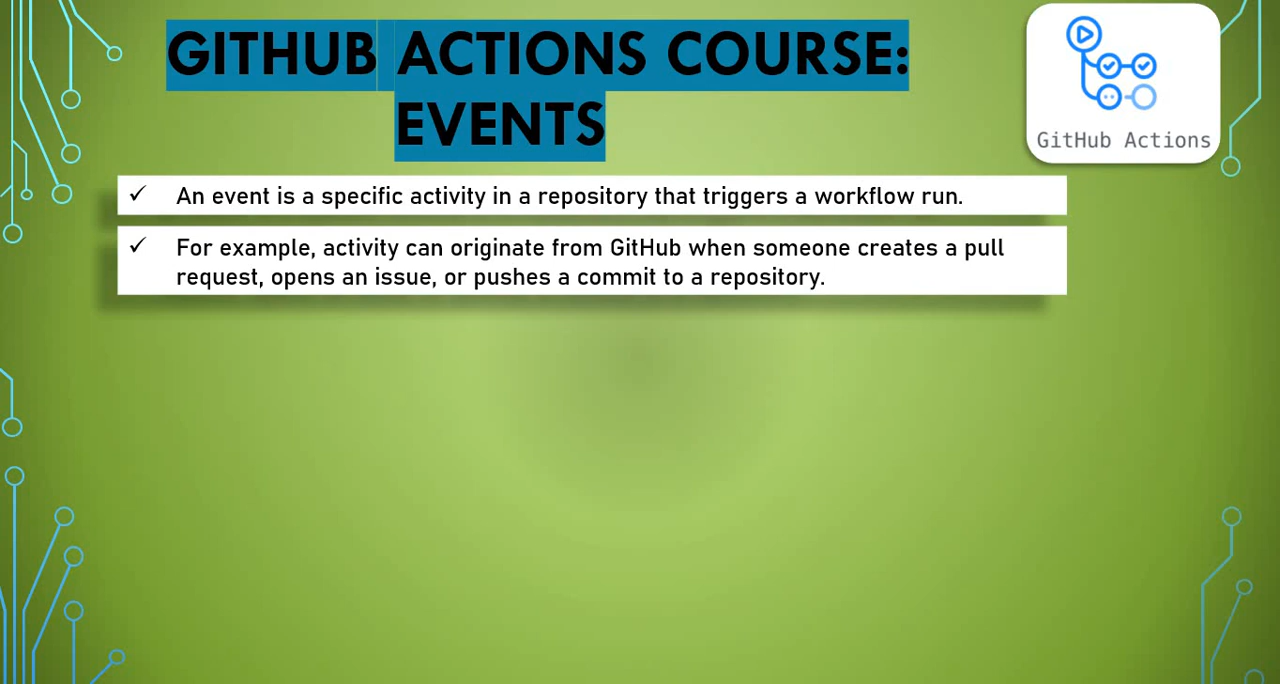 GITHUB ACTIONS COURSE:
EVENTS
GitHub Actions
✓ An event is a specific activity in a repository that triggers a workflow run.
✓ For example, activity can originate from GitHub when someone creates a pull
request, opens an issue, or pushes a commit to a repository.